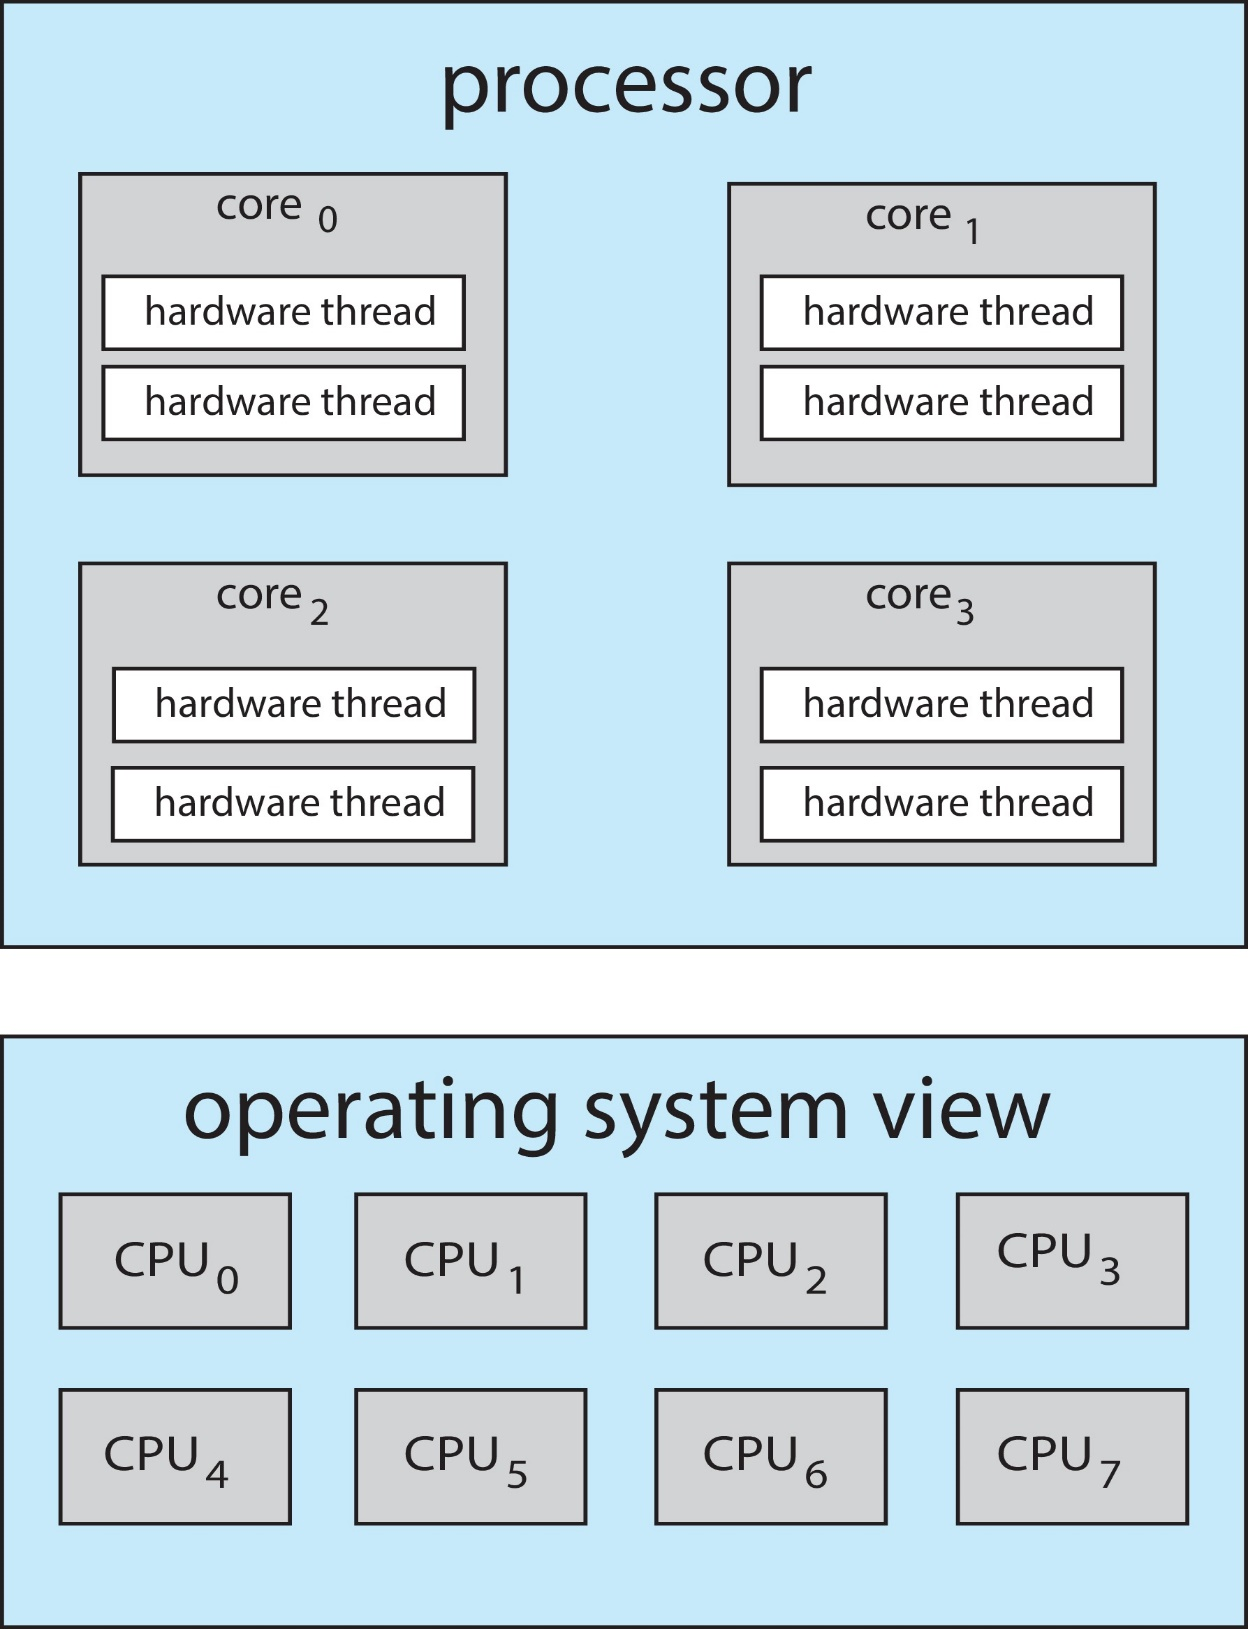 processor
core 0
hardware thread
hardware thread
core 1
hardware thread
hardware thread
core 2
hardware thread
hardware thread
core 3
hardware thread
hardware thread
operating system view
CPU 0
CPU 1
CPU 2
CPU 3
CPU 4
CPU 5
CPU 6
CPU 7